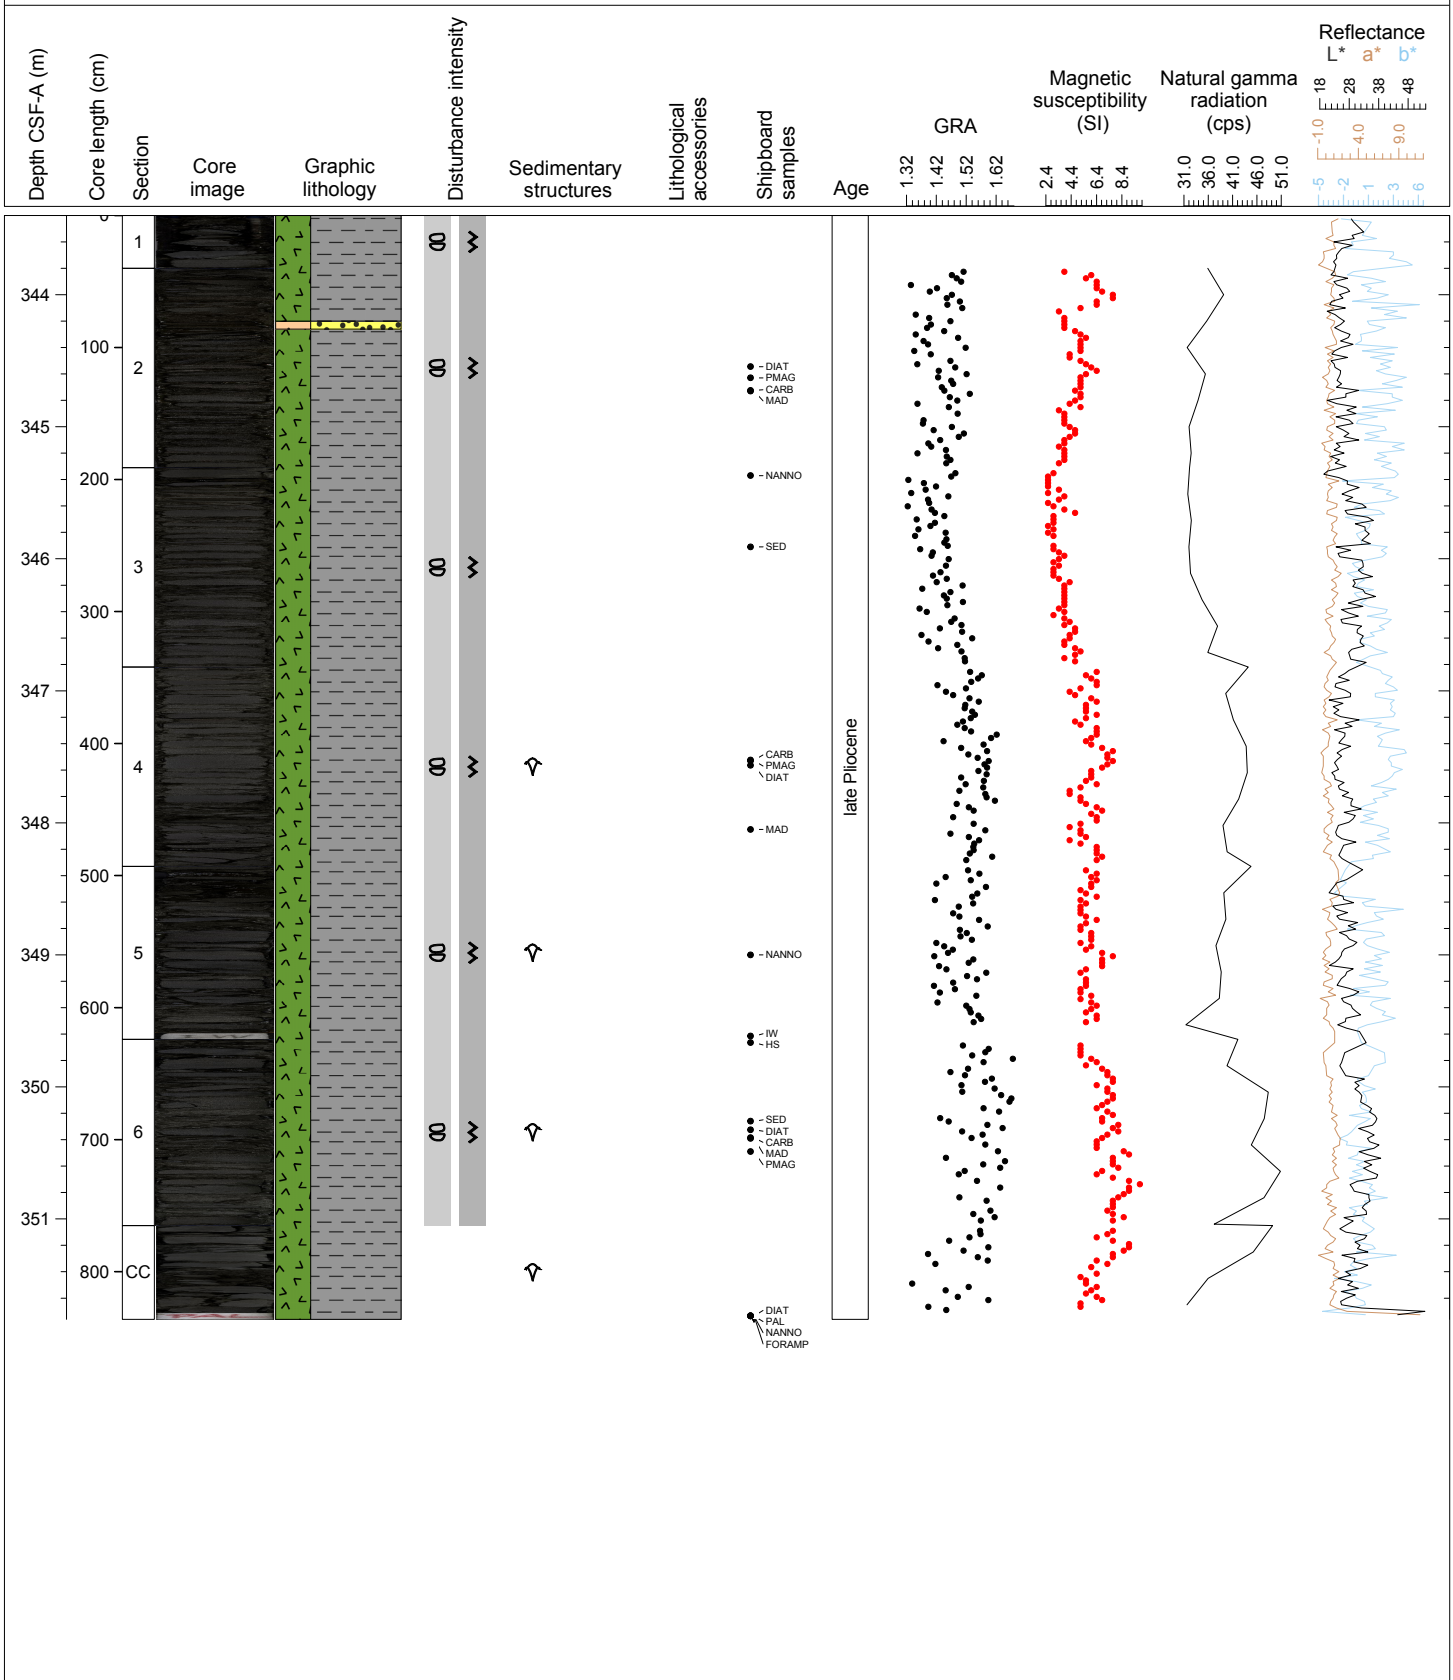 Depth CSF-A (m)
Core length (cm)
Section
Core
image
Graphic
lithology
Disturbance intensity
Sedimentary
structures
Lithological
accessories
Shipboard
samples
Age
GRA
1.32 1.42 1.52 1.62
Magnetic
susceptibility
(SI)
2.4 4.4 6.4 8.4
Natural gamma
radiation
(cps)
31.0 36.0 41.0 46.0 51.0
Reflectance
L* a* b*
18 28 38 48
-1.0 4.0 9.0
-5 -2 1 3 6
0
1
344
100
2
DIAT
PMAG
CARB
MAD
345
200
NANNO
SED
346
3
300
347
400
4
CARB
PMAG
DIAT
late Pliocene
348
MAD
500
5
349
NANNO
600
IW
HS
350
6
700
SED
DIAT
CARB
MAD
PMAG
351
800
CC
DIAT
PAL
NANNO
FORAMP